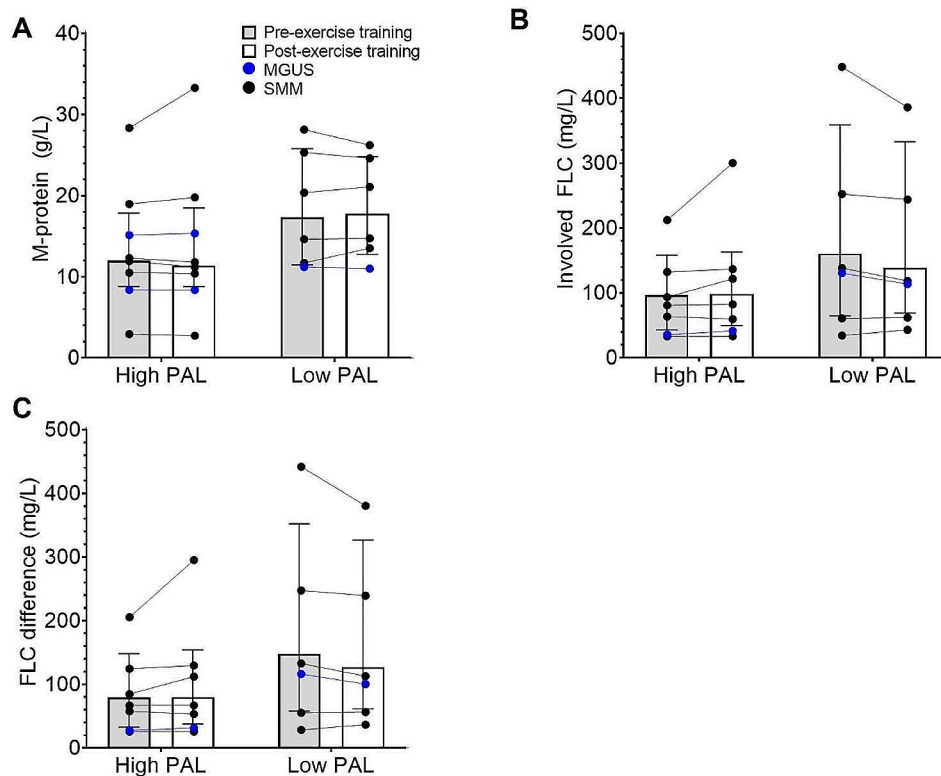 A
Pre-exercise training
Post-exercise training
MGUS
SMM
M-protein (g/L)
40
30
20
10
0
High PAL
Low PAL
B
Involved FLC (mg/L)
500
400
300
200
100
0
High PAL
Low PAL
C
FLC difference (mg/L)
500
400
300
200
100
0
High PAL
Low PAL